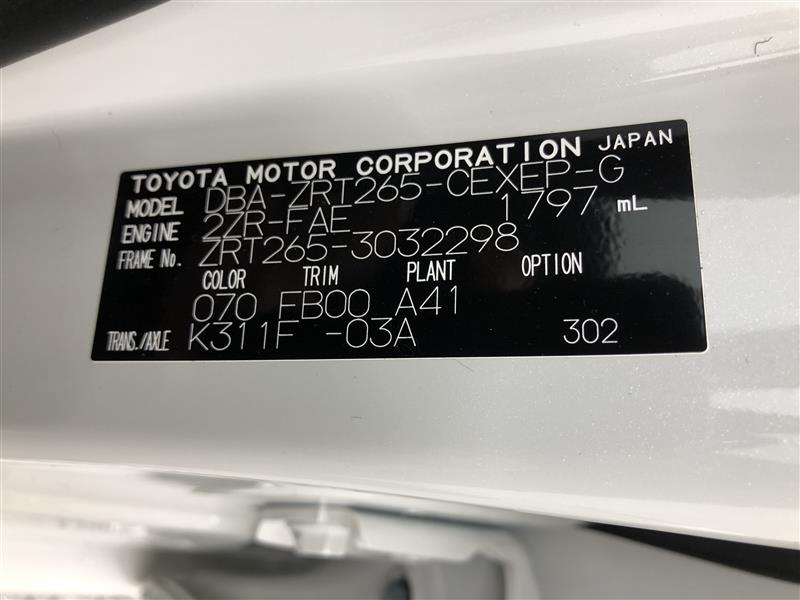 TOYOTA MOTOR CORPORATION JAPAN
MODEL DBA-ZRT265-CEXEP-G
ENGINE 2ZR-FAE 1797 mL
FRAME No. ZRT265-3032298
COLOR TRIM PLANT OPTION
070 FB00 A41
TRANS./AXLE K311F -03A 302